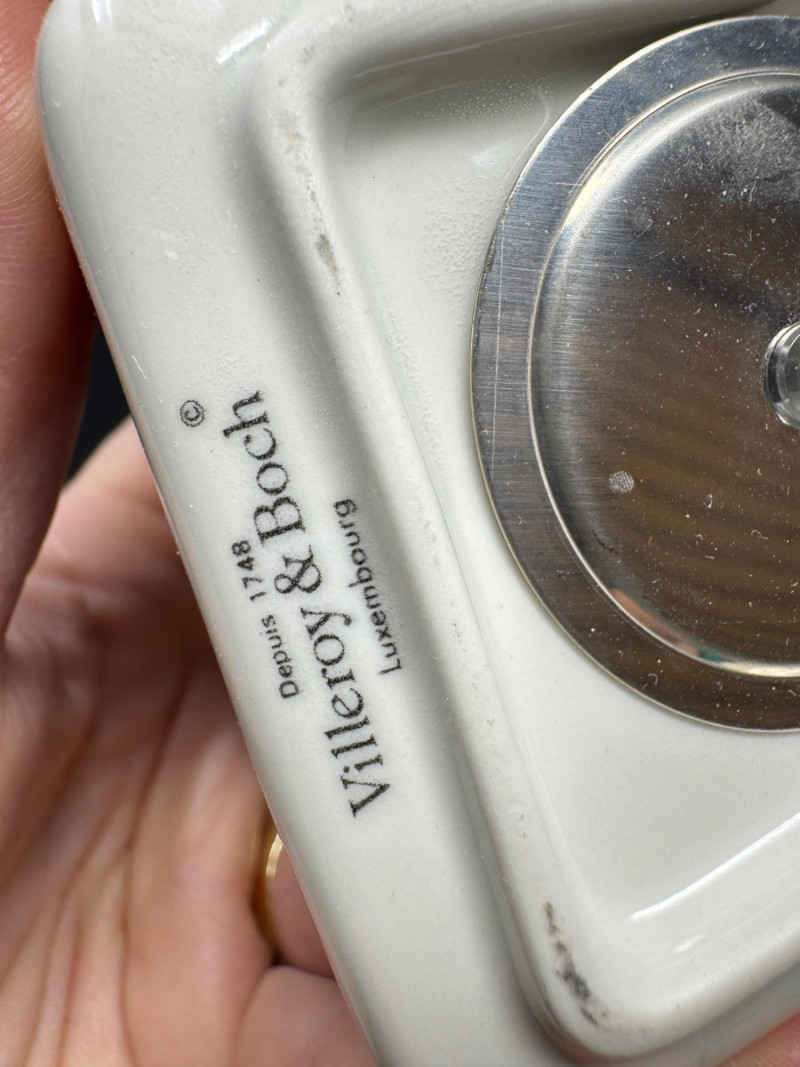 ©
Depuis 1748
Villeroy & Boch
Luxembourg